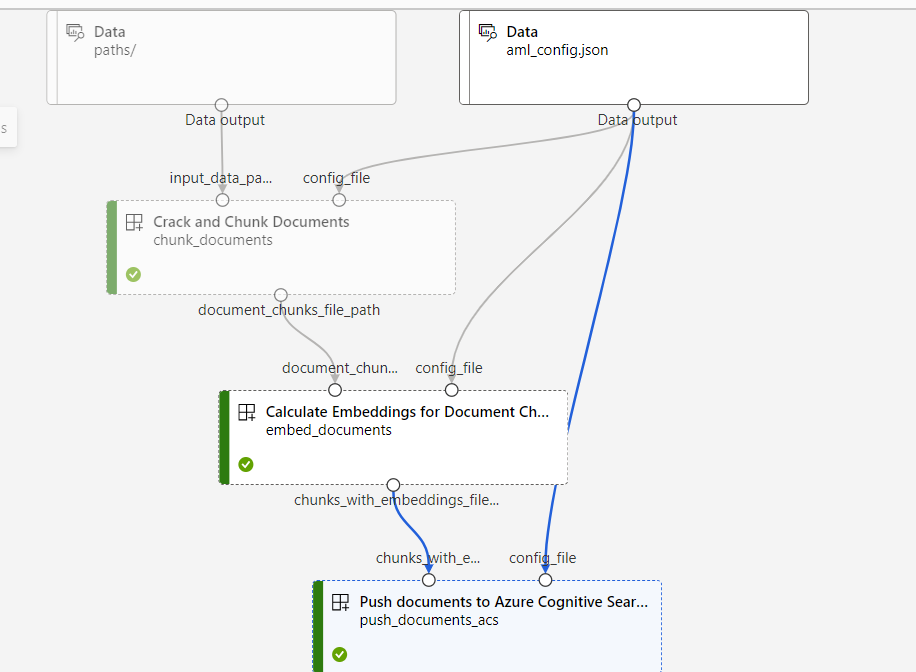 Data
paths/
Data
aml_config.json
s
Data output
Data output
input_data_pa...
config_file
Crack and Chunk Documents
chunk_documents
document_chunks_file_path
document_chun...
config_file
Calculate Embeddings for Document Ch...
embed_documents
chunks_with_embeddings_file...
chunks_with_e...
config_file
Push documents to Azure Cognitive Sear...
push_documents_acs